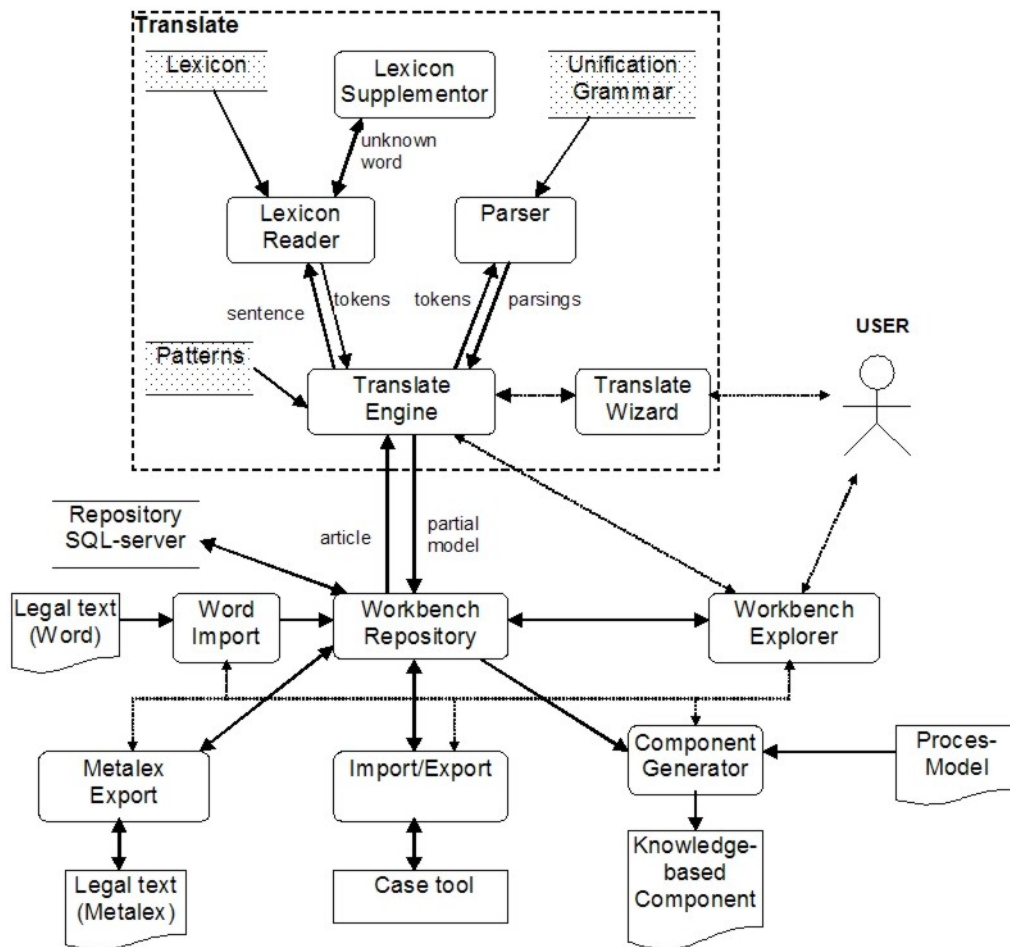 Translate
Lexicon
Lexicon
Supplementor
Unification
Grammar
unknown
word
Lexicon
Reader
Parser
sentence
tokens
tokens
parsings
USER
Patterns
Translate
Engine
Translate
Wizard
Repository
SQL-server
article
partial
model
Legal text
(Word)
Word
Import
Workbench
Repository
Workbench
Explorer
Metalex
Export
Import/Export
Component
Generator
Proces-
Model
Legal text
(Metalex)
Case tool
Knowledge-
based
Component